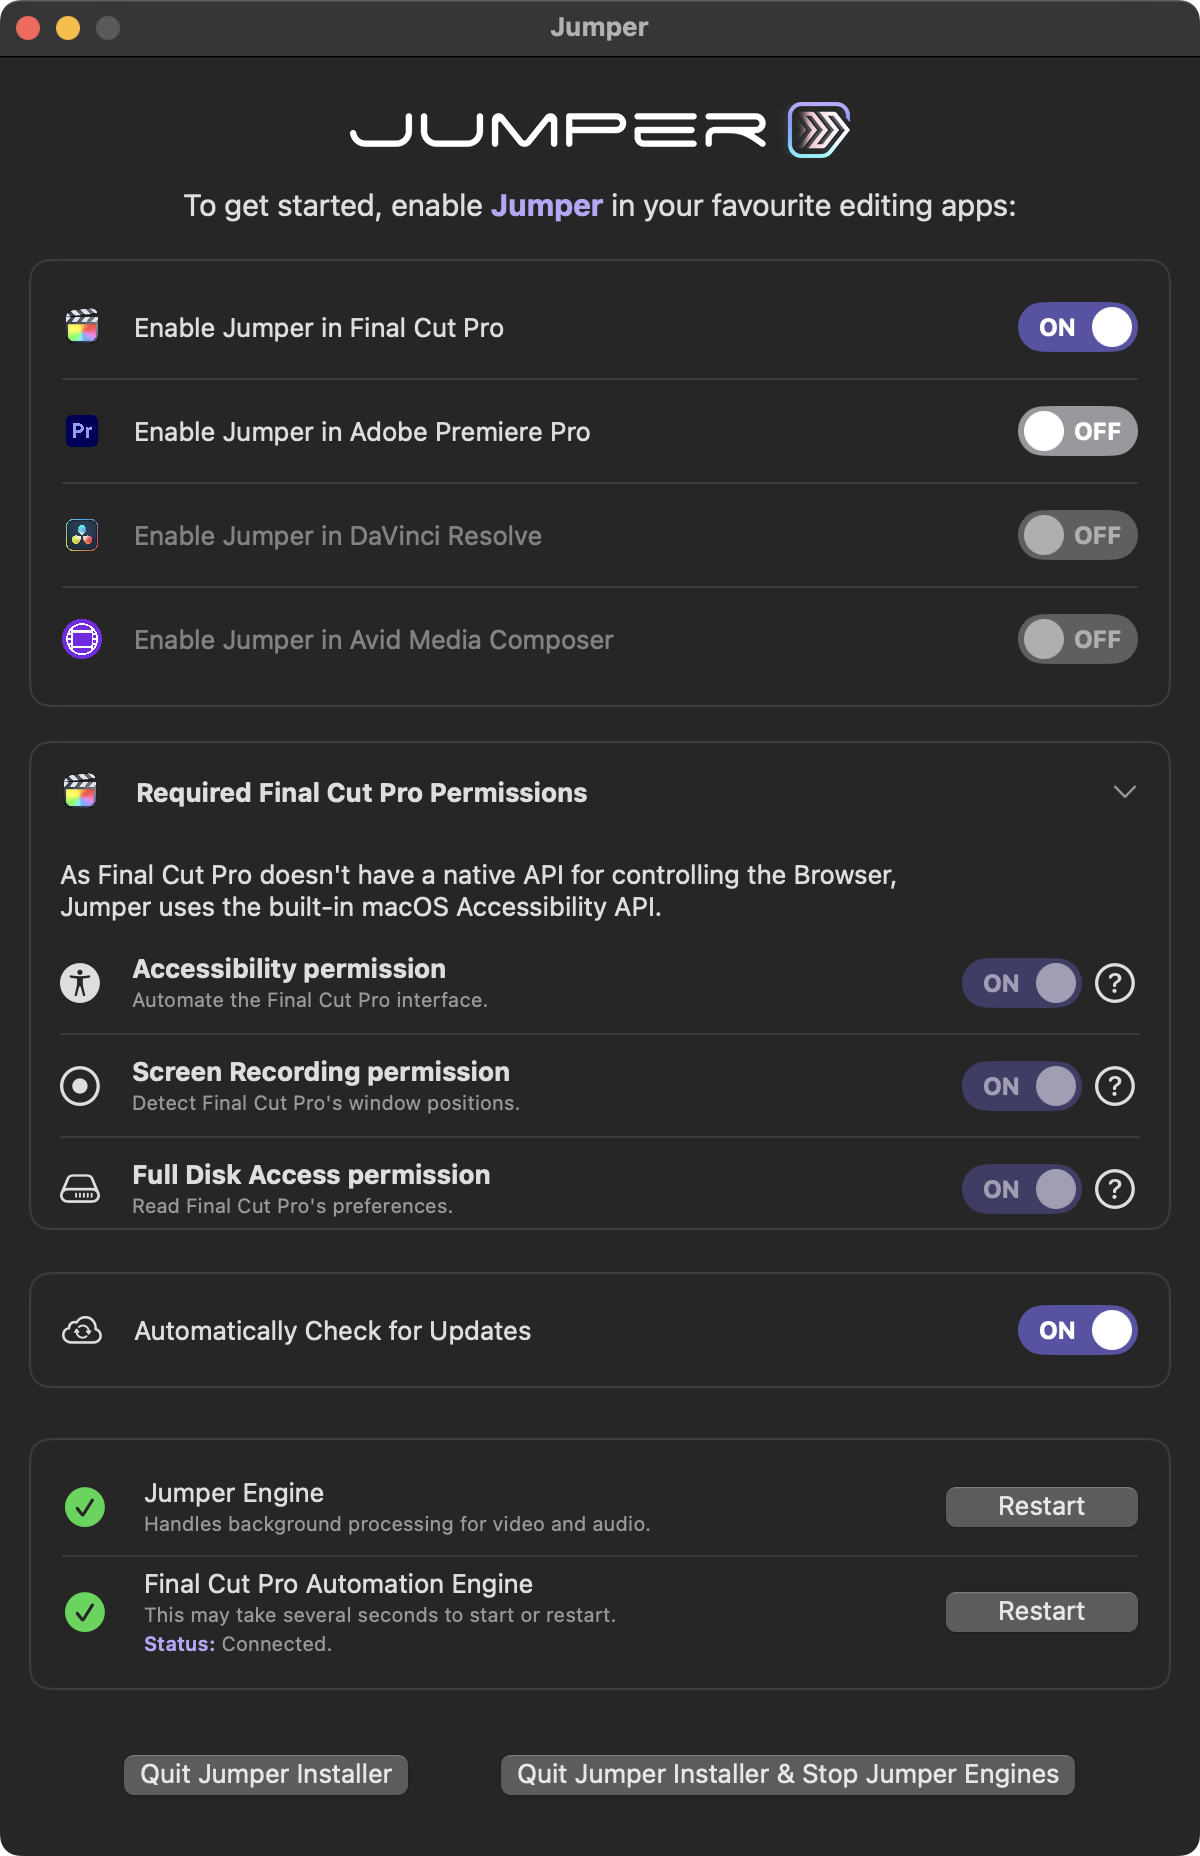 Jumper
JUMPER
To get started, enable Jumper in your favourite editing apps:
Enable Jumper in Final Cut Pro
ON
Pr
Enable Jumper in Adobe Premiere Pro
OFF
Enable Jumper in DaVinci Resolve
OFF
Enable Jumper in Avid Media Composer
OFF
Required Final Cut Pro Permissions
As Final Cut Pro doesn't have a native API for controlling the Browser,
Jumper uses the built-in macOS Accessibility API.
Accessibility permission
Automate the Final Cut Pro interface.
ON
?
Screen Recording permission
Detect Final Cut Pro's window positions.
ON
?
Full Disk Access permission
Read Final Cut Pro's preferences.
ON
?
Automatically Check for Updates
ON
Jumper Engine
Handles background processing for video and audio.
Restart
Final Cut Pro Automation Engine
This may take several seconds to start or restart.
Status: Connected.
Restart
Quit Jumper Installer
Quit Jumper Installer & Stop Jumper Engines